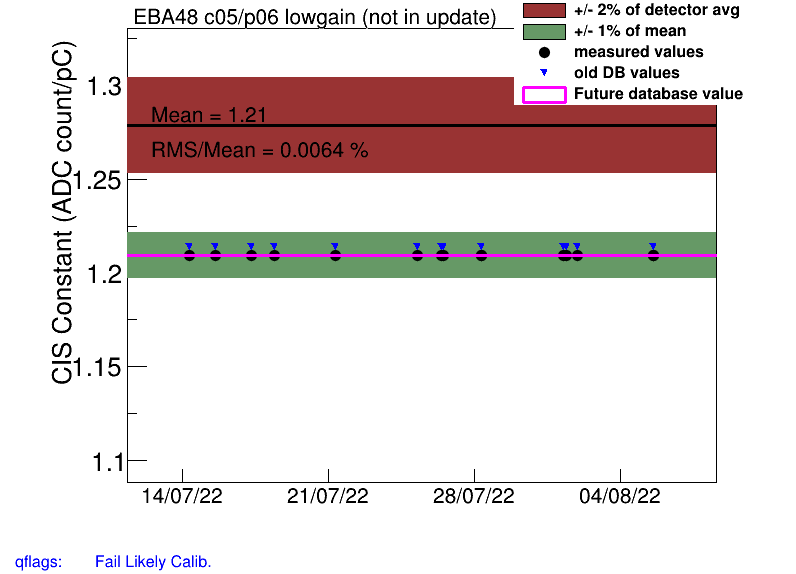 EBA48 c05/p06 lowgain (not in update)
+/- 2% of detector avg
+/- 1% of mean
measured values
old DB values
Future database value
CIS Constant (ADC count/pC)
1.3
1.25
1.2
1.15
1.1
Mean = 1.21
RMS/Mean = 0.0064 %
14/07/22 21/07/22 28/07/22 04/08/22
qflags: Fail Likely Calib.